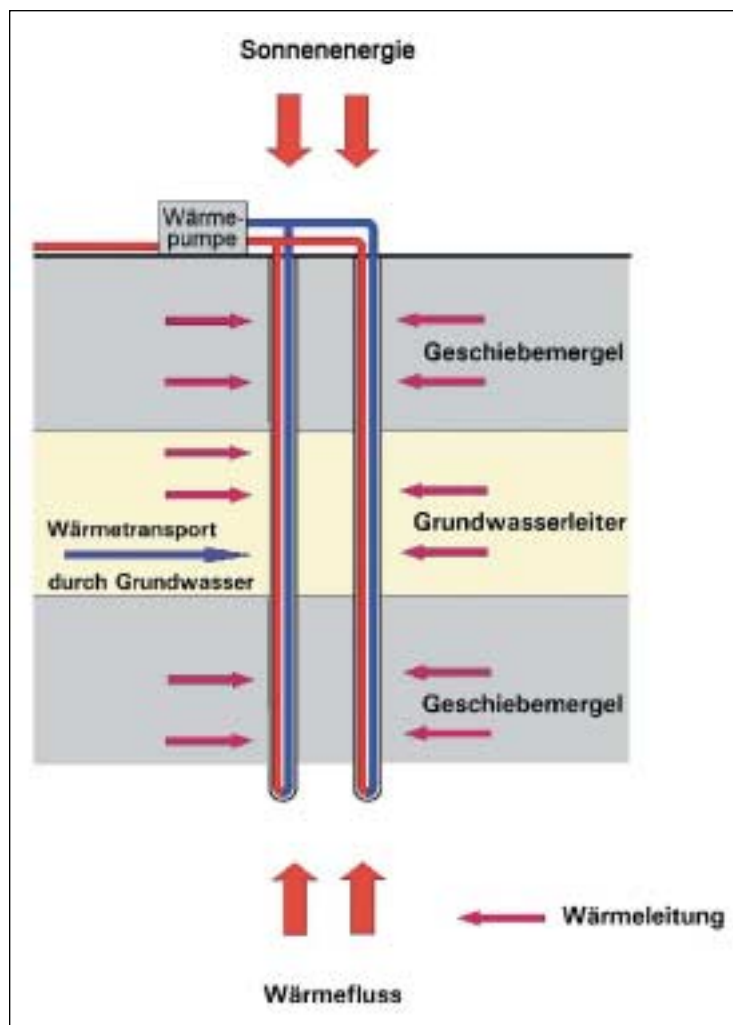 Sonnenenergie
Wärme-
pumpe
Geschiebemergel
Grundwasserleiter
Wärmetransport
durch Grundwasser
Geschiebemergel
Wärmeleitung
Wärmefluss